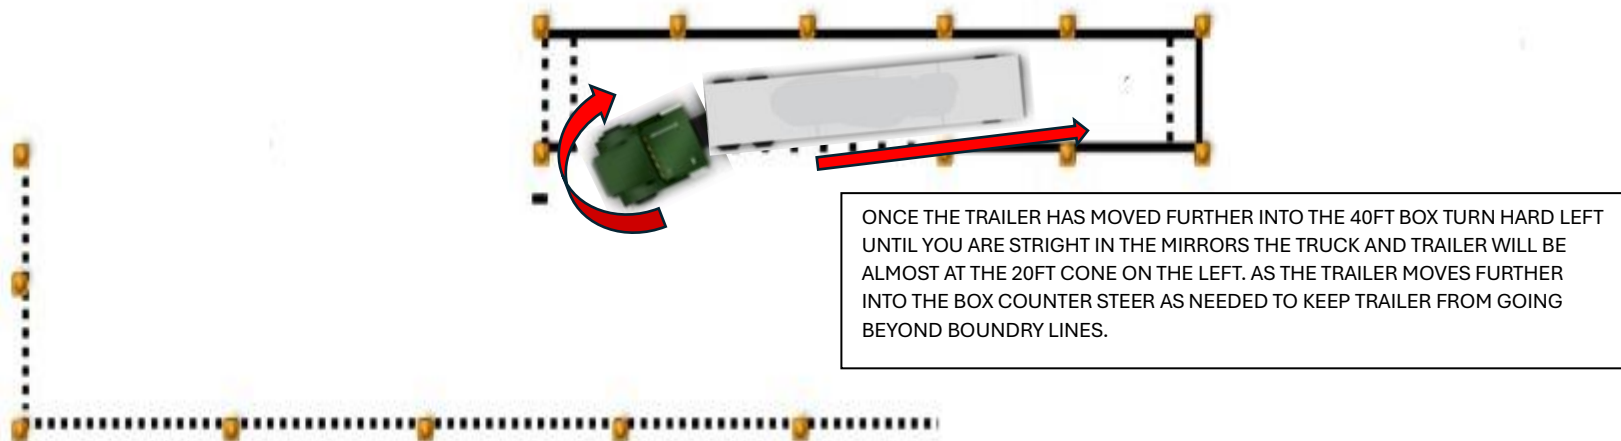 ONCE THE TRAILER HAS MOVED FURTHER INTO THE 40FT BOX TURN HARD LEFT
UNTIL YOU ARE STRIGHT IN THE MIRRORS THE TRUCK AND TRAILER WILL BE
ALMOST AT THE 20FT CONE ON THE LEFT. AS THE TRAILER MOVES FURTHER
INTO THE BOX COUNTER STEER AS NEEDED TO KEEP TRAILER FROM GOING
BEYOND BOUNDRY LINES.